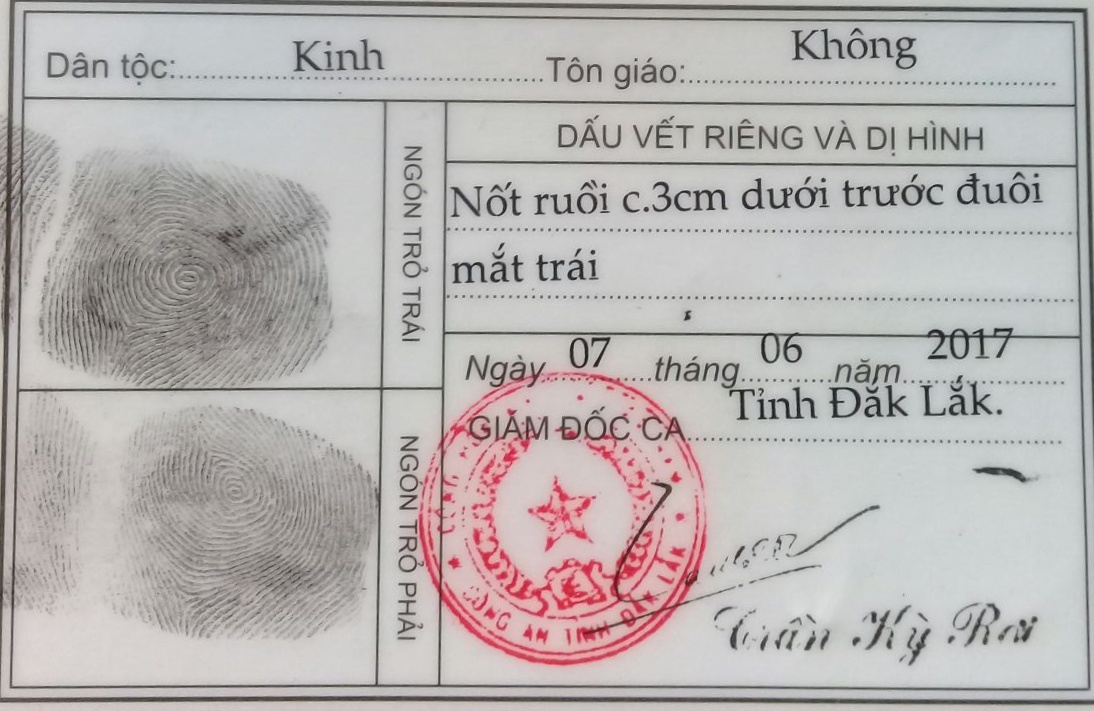 Dân tộc: Kinh Tôn giáo: Không
NGÓN TRỎ TRÁI
NGÓN TRỎ PHẢI
DẤU VẾT RIÊNG VÀ DỊ HÌNH
Nốt ruồi c.3cm dưới trước đuôi
mắt trái
Ngày 07 tháng 06 năm 2017
GIÁM ĐỐC CA Tỉnh Đăk Lắk.
CÔNG AN TỈNH ĐĂK LĂK
Trần Kỳ Rơi